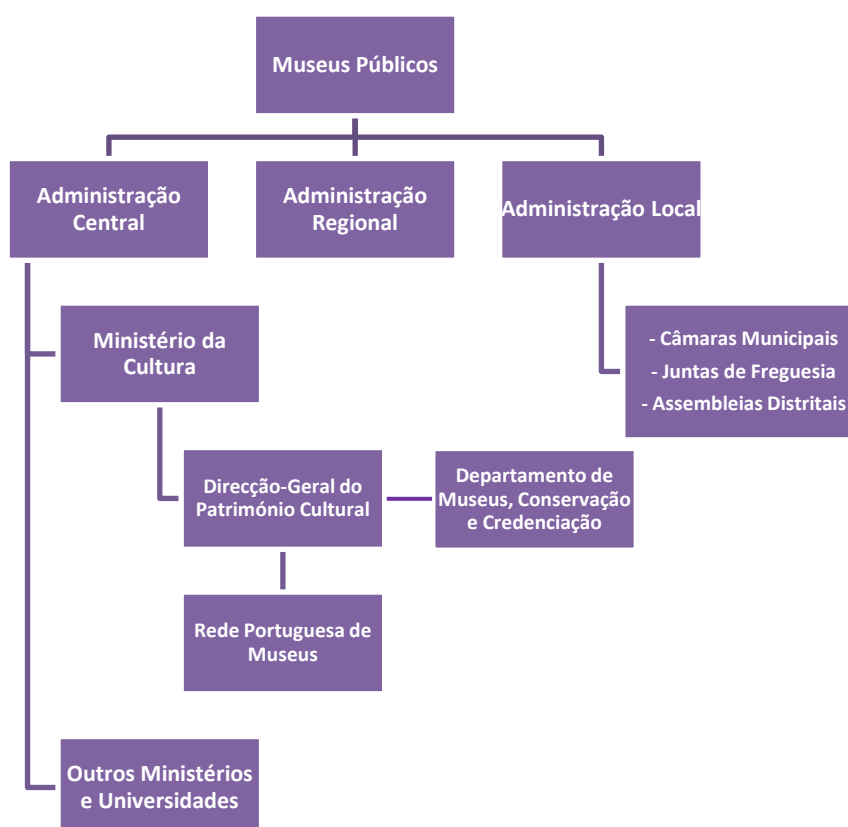 Museus Públicos
Administração
Central
Administração
Regional
Administração Local
Ministério da
Cultura
- Câmaras Municipais
- Juntas de Freguesia
- Assembleias Distritais
Direcção-Geral do
Património Cultural
Departamento de
Museus, Conservação
e Credenciação
Rede Portuguesa de
Museus
Outros Ministérios
e Universidades